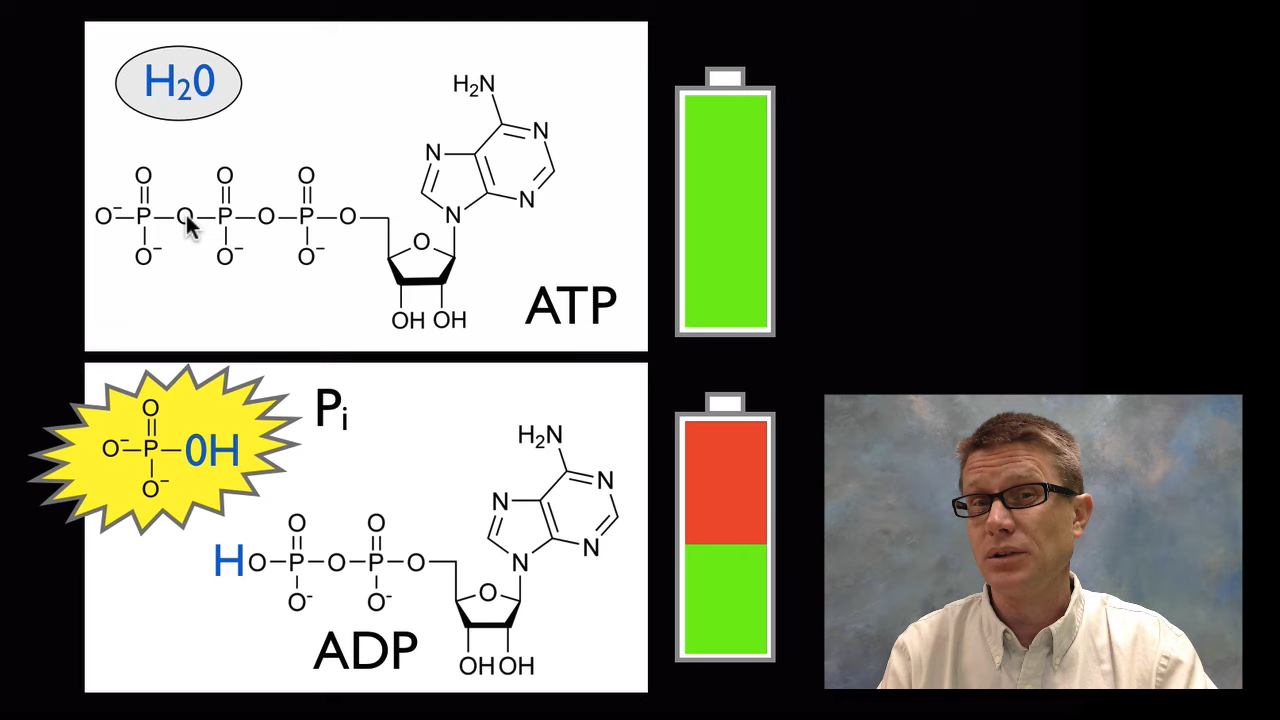 H₂0
H₂N
N
N
O O O
N
O⁻ P O P O P O N
O
O⁻ O⁻ O⁻
ATP
OH OH
O Pᵢ
H₂N
O⁻ P 0H
N
O⁻
N
O O
N
HO P O P O N
O
O⁻ O⁻
ADP
OH OH